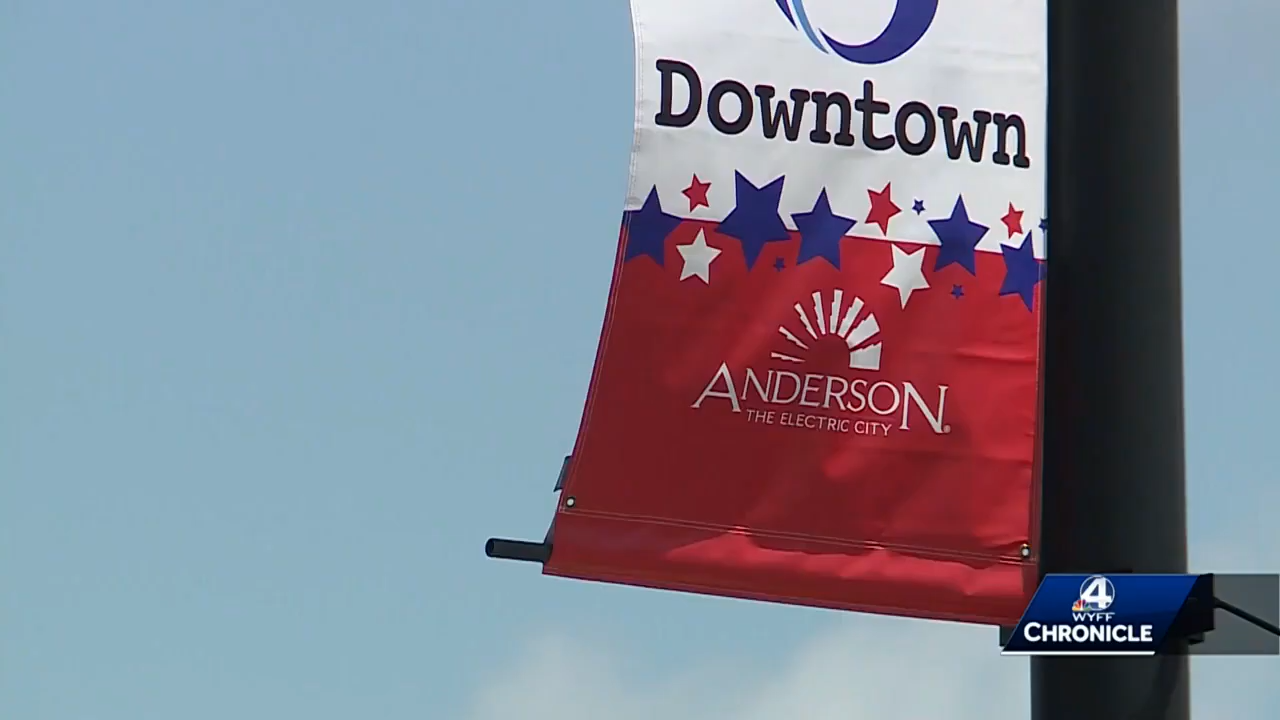 Downtown
ANDERSON
THE ELECTRIC CITY
4
WYFF
CHRONICLE